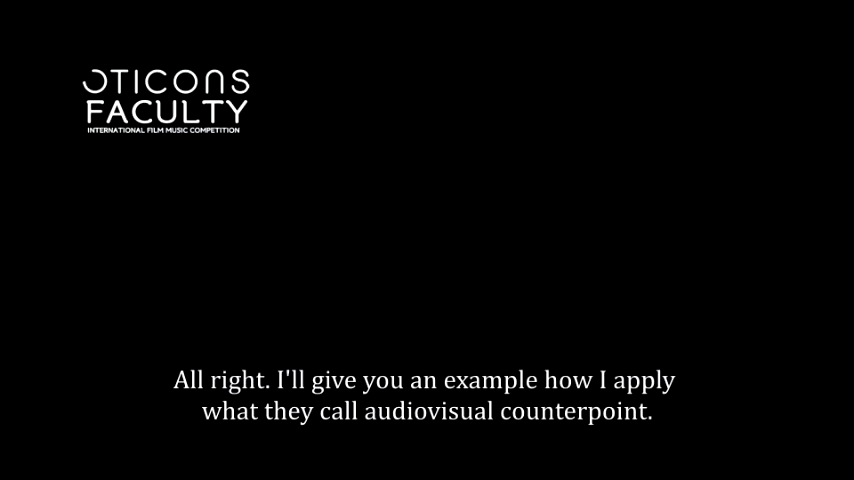 OTICONS
FACULTY
INTERNATIONAL FILM MUSIC COMPETITION
All right. I'll give you an example how I apply
what they call audiovisual counterpoint.